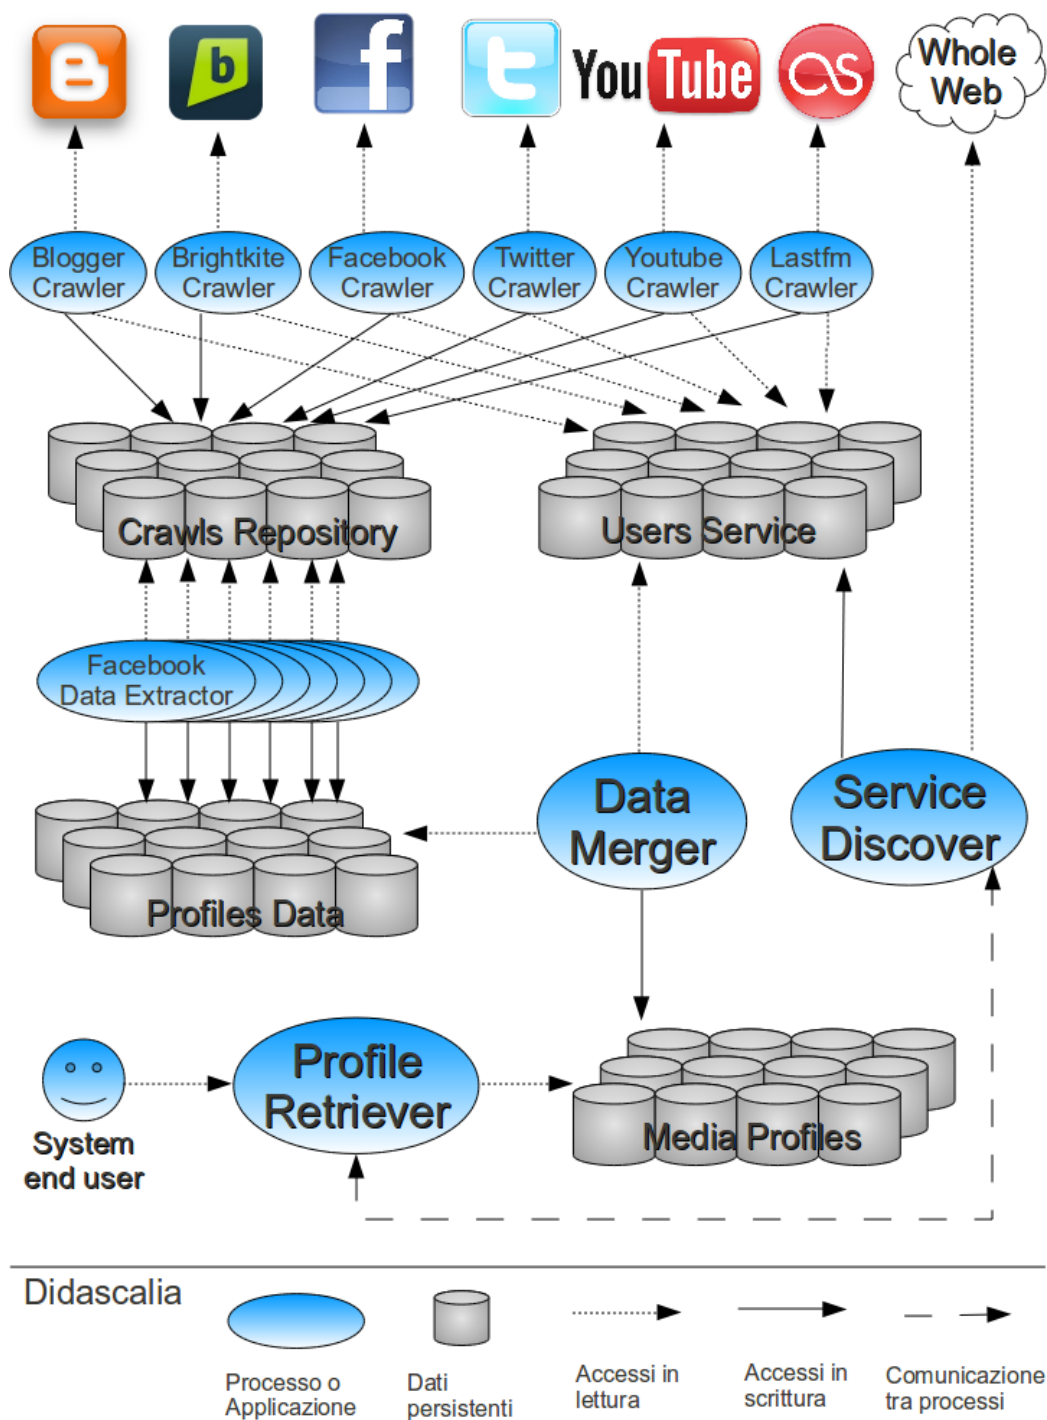 B
b
f
t
You Tube
as
Whole
Web
Blogger
Crawler
Brightkite
Crawler
Facebook
Crawler
Twitter
Crawler
Youtube
Crawler
Lastfm
Crawler
Crawls Repository
Users Service
Facebook
Data Extractor
Data
Merger
Service
Discover
Profiles Data
Profile
Retriever
System
end user
Media Profiles
Didascalia
Processo o
Applicazione
Dati
persistenti
Accessi in
lettura
Accessi in
scrittura
Comunicazione
tra processi